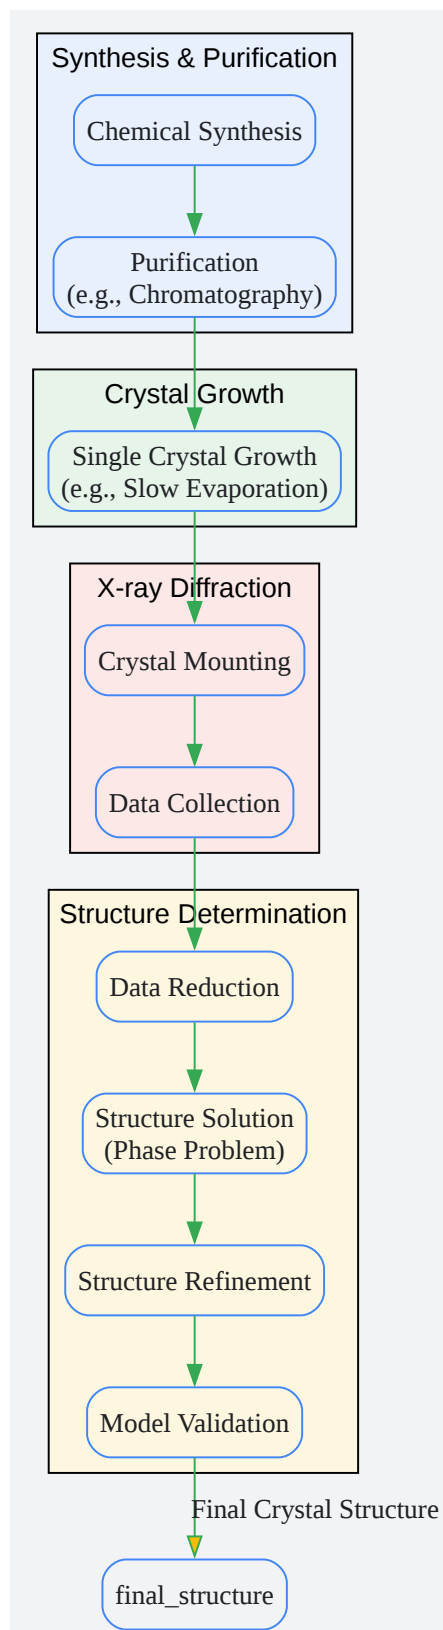 Synthesis & Purification
Chemical Synthesis
Purification
(e.g., Chromatography)
Crystal Growth
Single Crystal Growth
(e.g., Slow Evaporation)
X-ray Diffraction
Crystal Mounting
Data Collection
Structure Determination
Data Reduction
Structure Solution
(Phase Problem)
Structure Refinement
Model Validation
Final Crystal Structure
final_structure